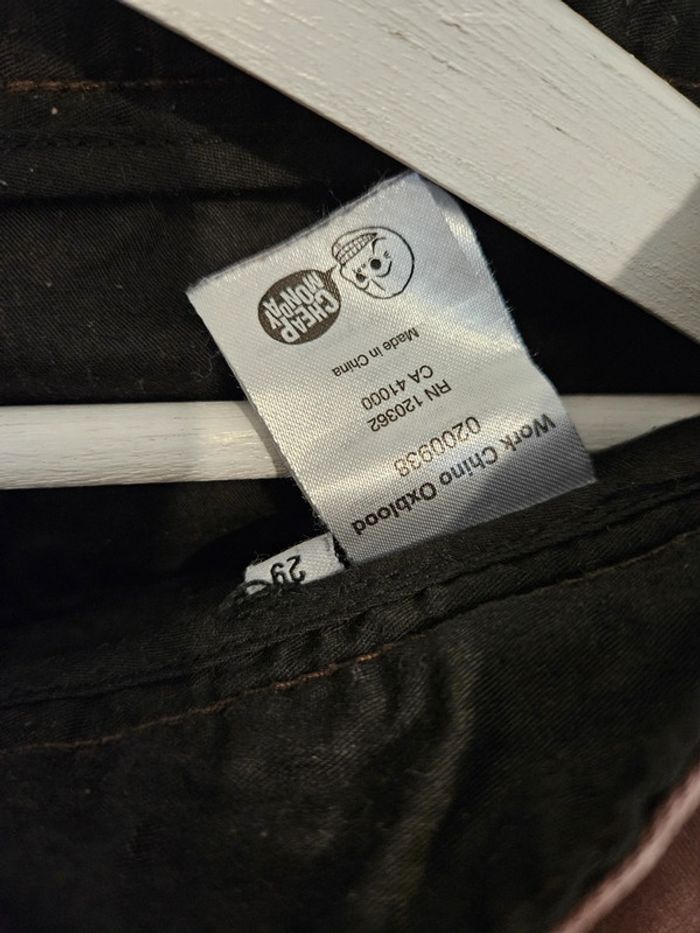 Work Chino Oxblood
0200938
RN 120362
CA 41000
Made in China
CHEAP
MONDAY
29